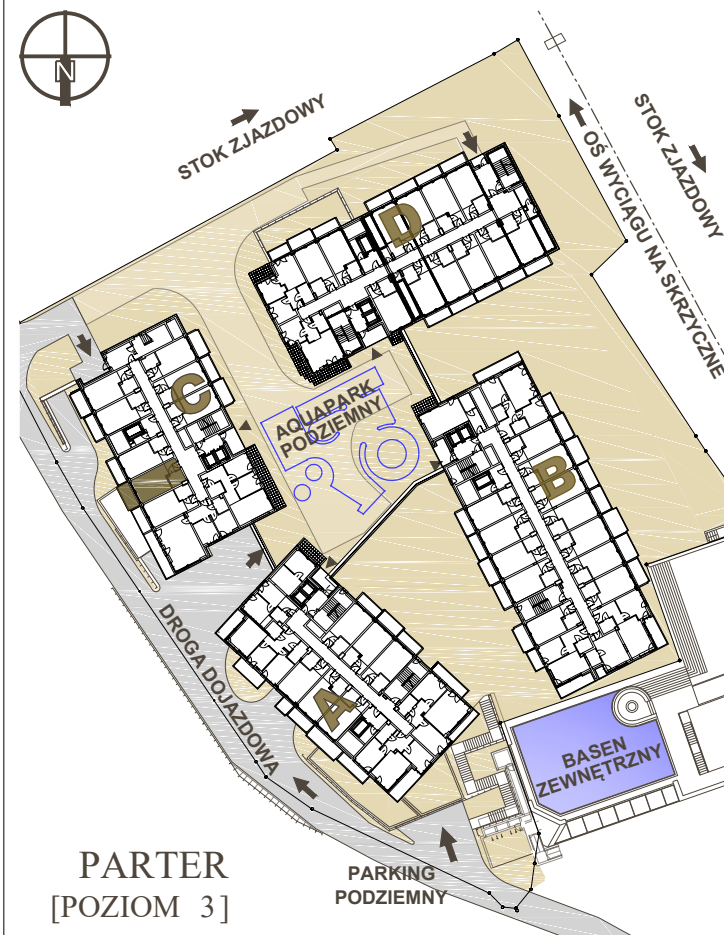 N
STOK ZJAZDOWY
STOK ZJAZDOWY
OŚ WYCIĄGU NA SKRZYCZNE
D
C
AQUAPARK
PODZIEMNY
B
DROGA DOJAZDOWA
A
BASEN
ZEWNĘTRZNY
PARTER
[POZIOM 3]
PARKING
PODZIEMNY